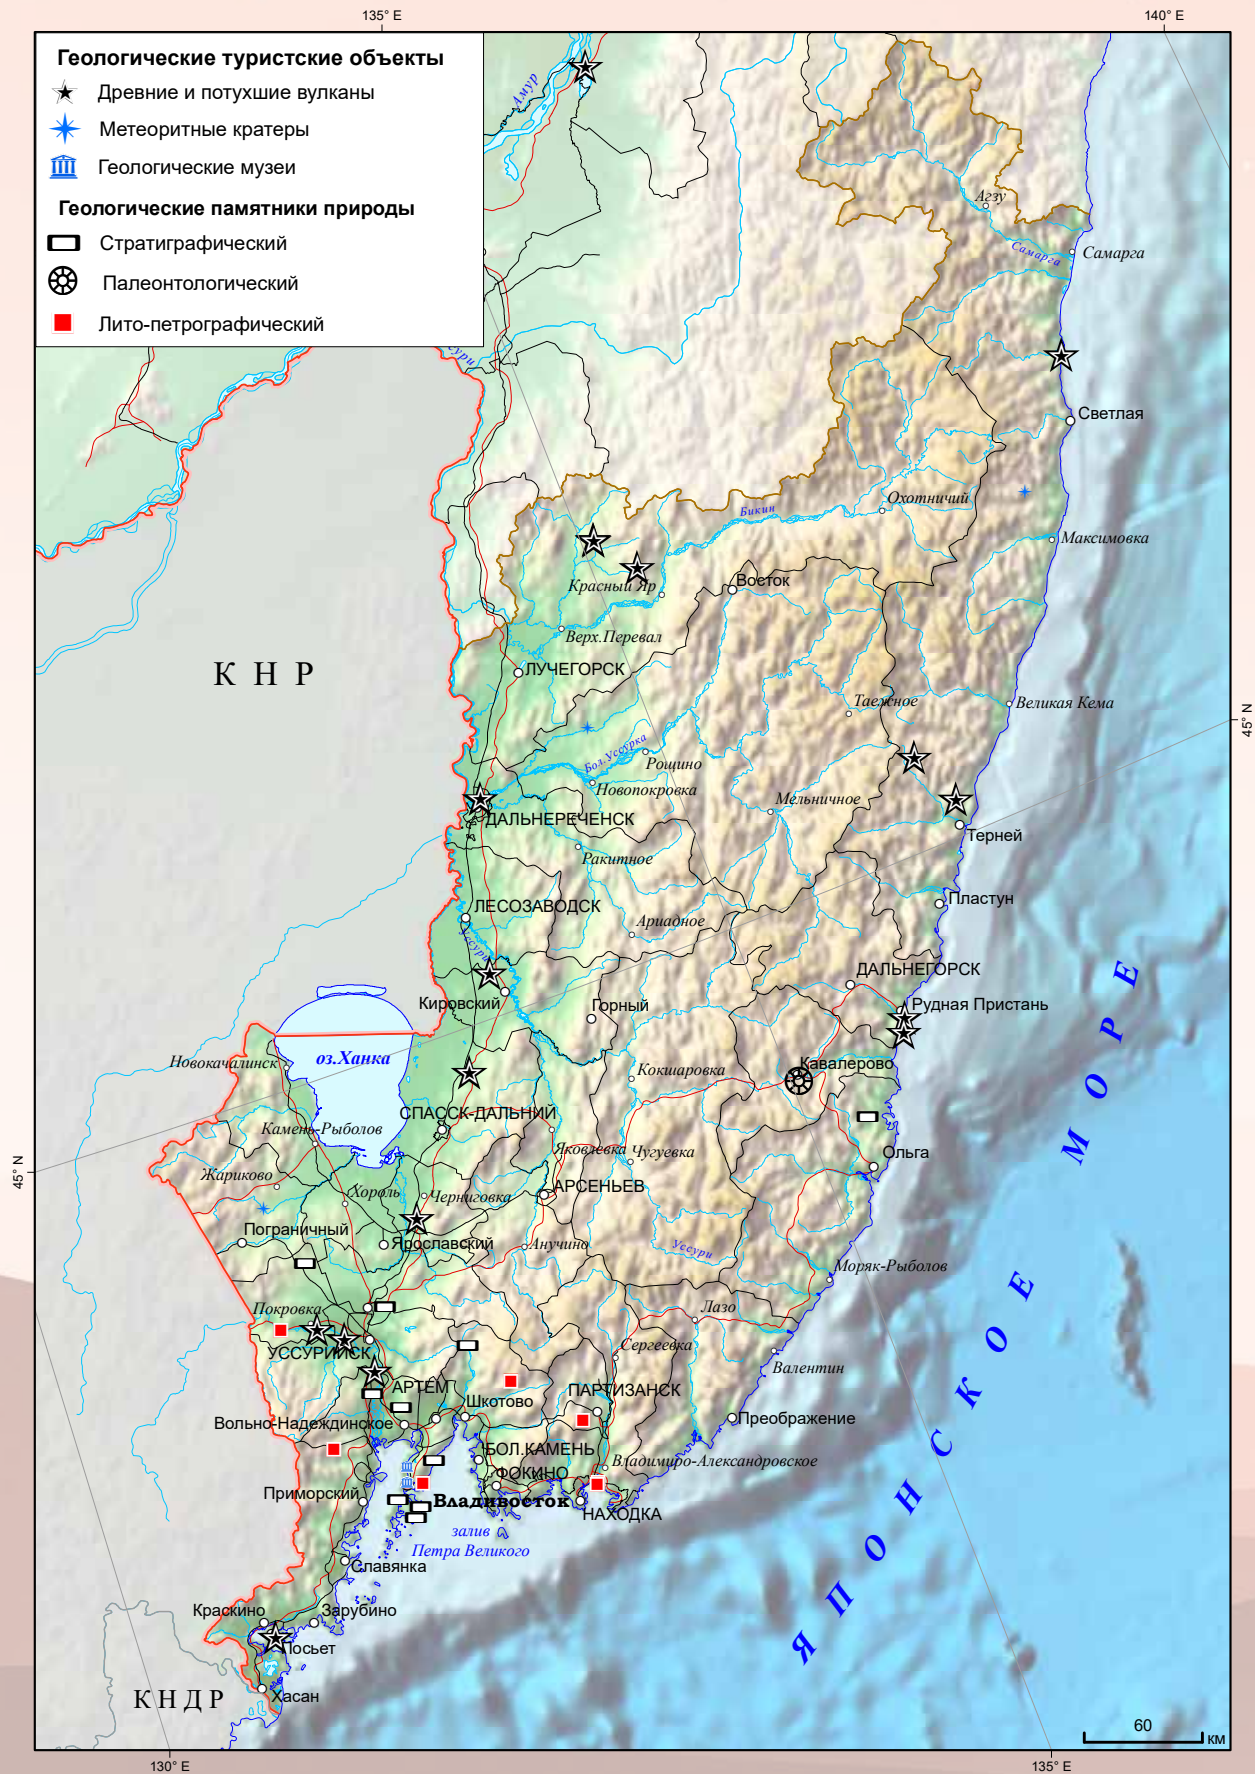 135° E
140° E
Геологические туристские объекты
Древние и потухшие вулканы
Метеоритные кратеры
Геологические музеи
Геологические памятники природы
Стратиграфический
Палеонтологический
Лито-петрографический
Амур
Агзу
Самарга
Самарга
Светлая
Охотничий
Бикин
Максимовка
Восток
Красный Яр
Верх.Перевал
КНР
ЛУЧЕГОРСК
Таежное
Великая Кема
45° N
Бол.Уссурка
Рощино
Новопокровка
Мельничное
ДАЛЬНЕРЕЧЕНСК
Терней
Ракитное
Пластун
ЛЕСОЗАВОДСК
Ариадное
Уссури
ДАЛЬНЕГОРСК
Кировский
Горный
Рудная Пристань
оз.Ханка
Новокачалинск
Кавалерово
Кокшаровка
СПАССК-ДАЛЬНИЙ
Камень-Рыболов
Яковлевка
Чугуевка
Ольга
45° N
Жариково
АРСЕНЬЕВ
Хороль
Черниговка
Пограничный
Ярославский
Анучино
Уссури
Моряк-Рыболов
Покровка
Лазо
УССУРИЙСК
Сергеевка
Валентин
АРТЕМ
ПАРТИЗАНСК
Шкотово
Преображение
Вольно-Надеждинское
БОЛ.КАМЕНЬ
Владимиро-Александровское
ФОКИНО
Приморский
Владивосток
НАХОДКА
залив
Петра Великого
Славянка
Краскино
Зарубино
Посьет
КНДР
Хасан
ЯПОНСКОЕ МОРЕ
60
км
130° E
135° E